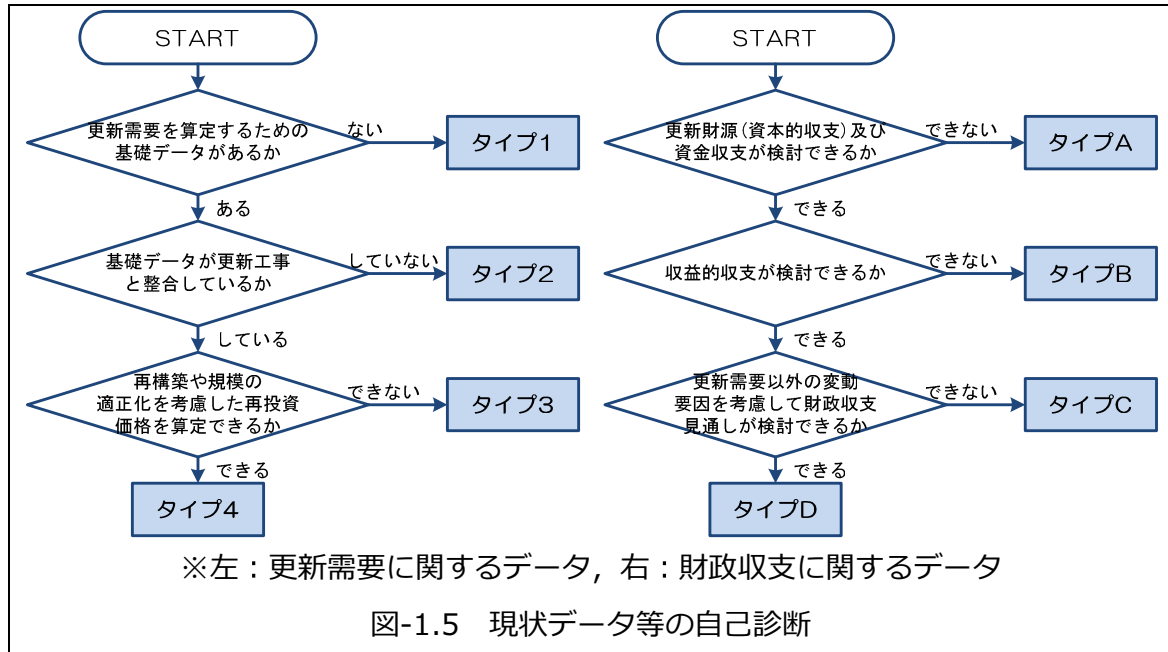 START
更新需要を算定するための
基礎データがあるか
ない
タイプ1
ある
基礎データが更新工事
と整合しているか
していない
タイプ2
している
再構築や規模の
適正化を考慮した再投資
価格を算定できるか
できない
タイプ3
できる
タイプ4
START
更新財源(資本的収支)及び
資金収支が検討できるか
できない
タイプA
できる
収益的収支が検討できるか
できない
タイプB
できる
更新需要以外の変動
要因を考慮して財政収支
見通しが検討できるか
できない
タイプC
できる
タイプD
※左：更新需要に関するデータ，右：財政収支に関するデータ
図-1.5　現状データ等の自己診断